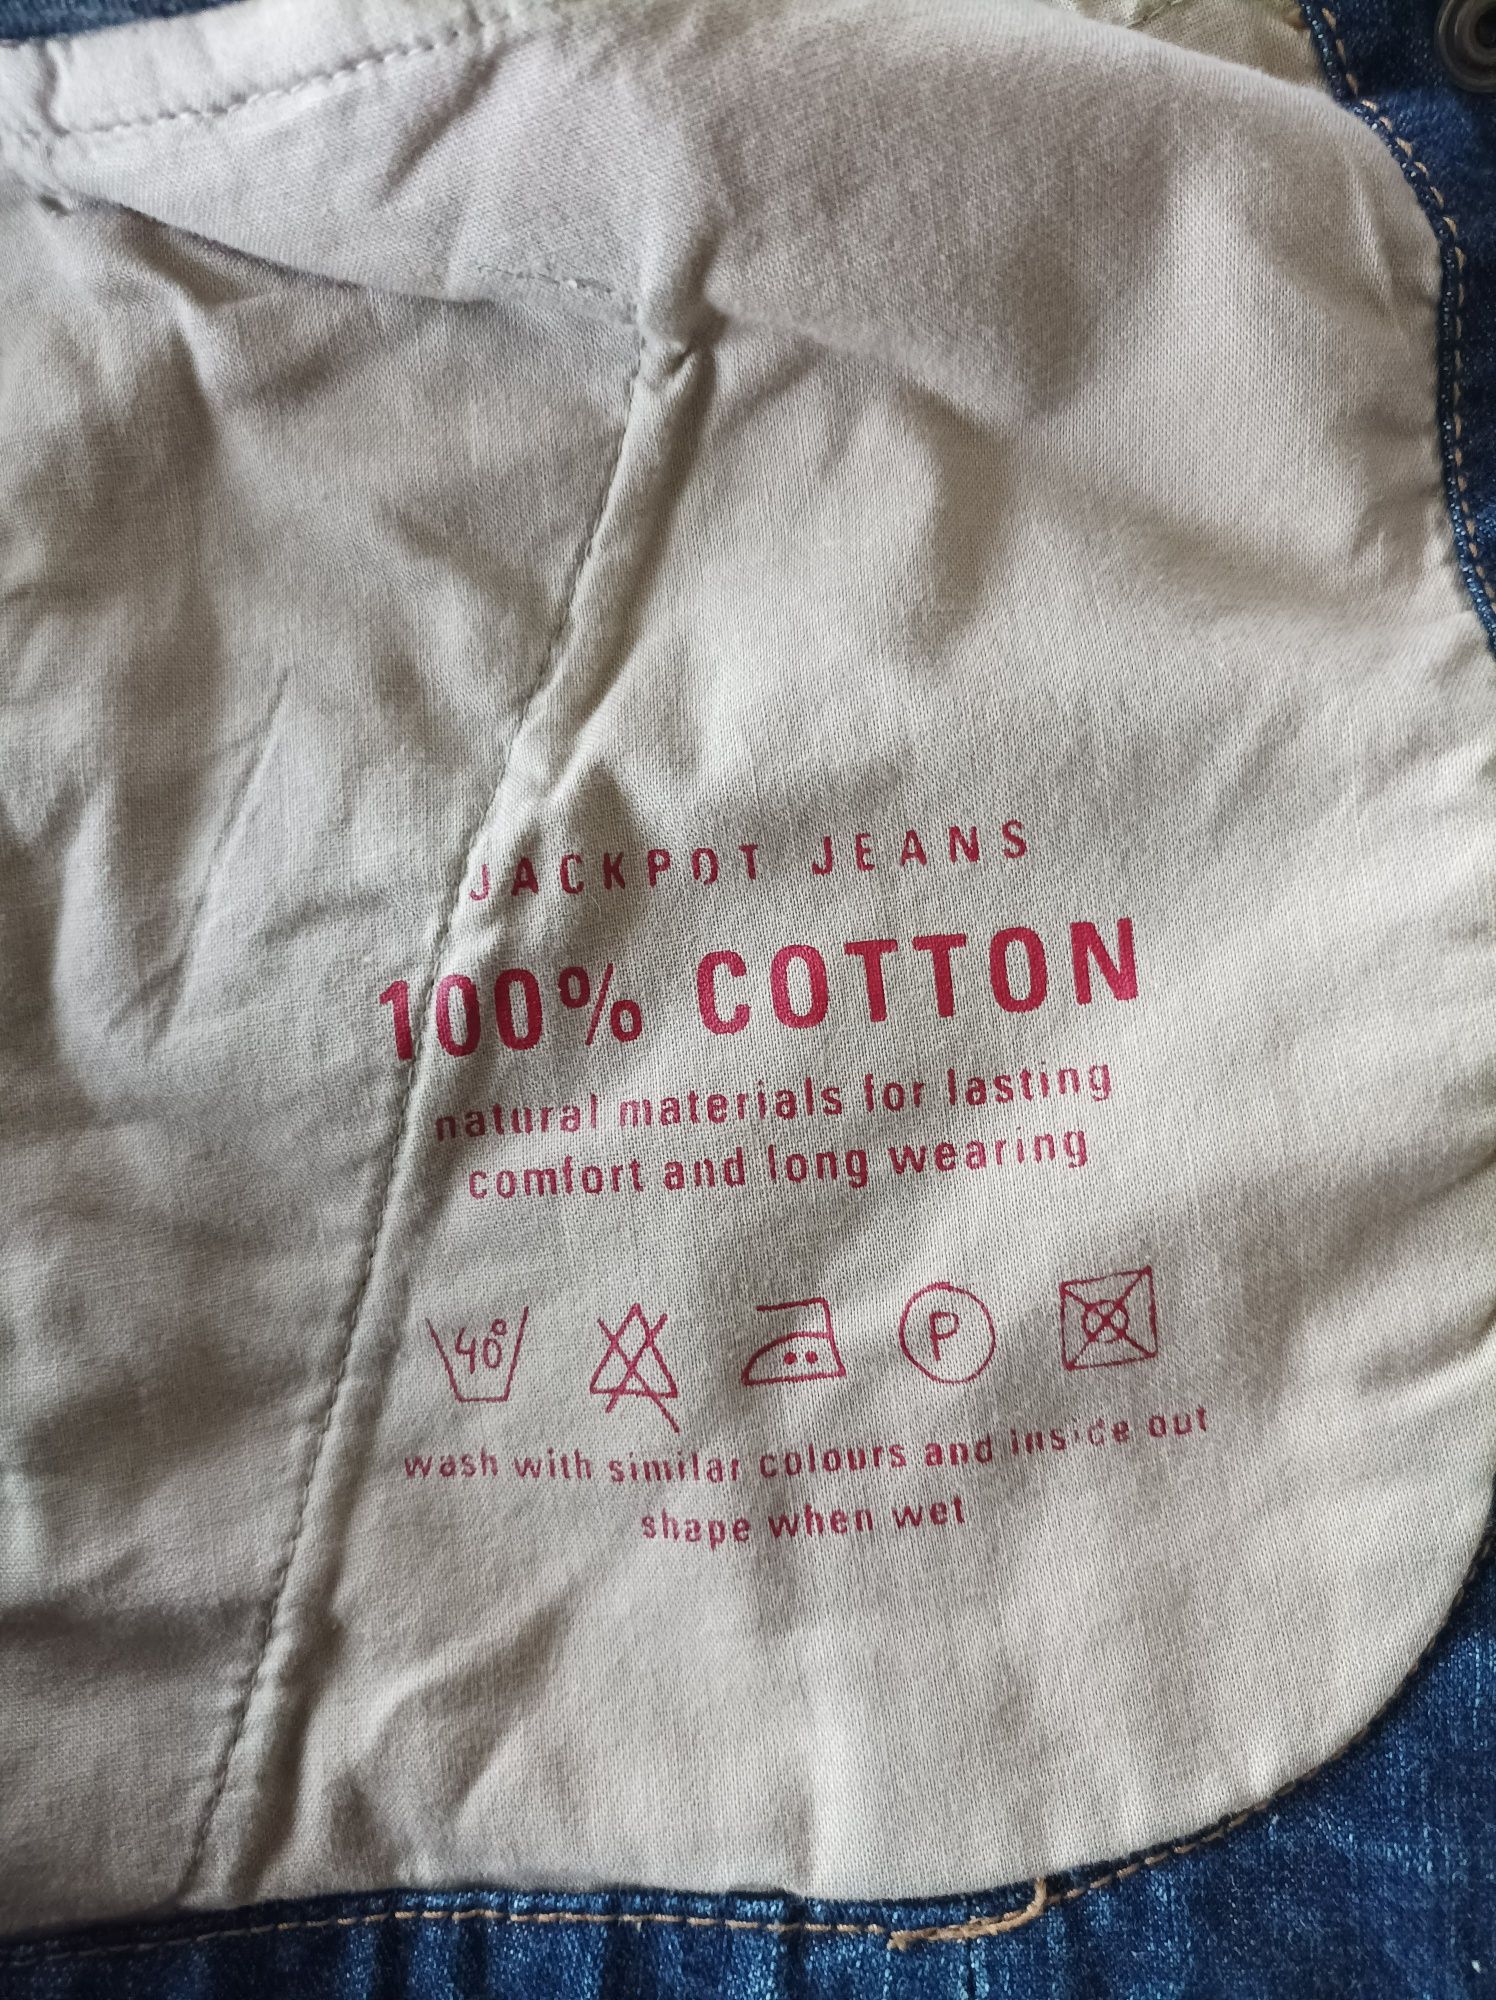 JACKPOT JEANS
100% COTTON
natural materials for lasting
comfort and long wearing
40° P
wash with similar colours and inside out
shape when wet